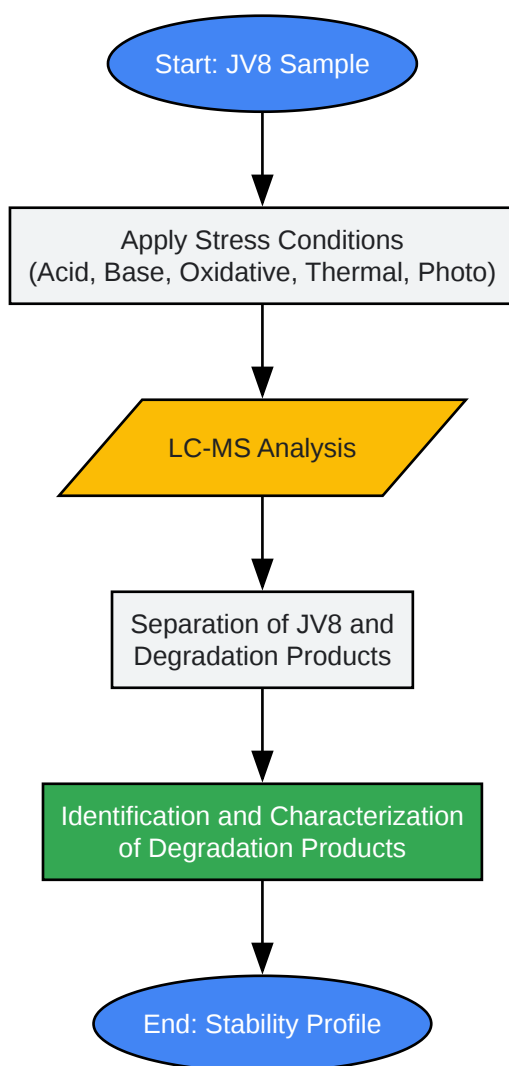 Start: JV8 Sample
Apply Stress Conditions
(Acid, Base, Oxidative, Thermal, Photo)
LC-MS Analysis
Separation of JV8 and
Degradation Products
Identification and Characterization
of Degradation Products
End: Stability Profile